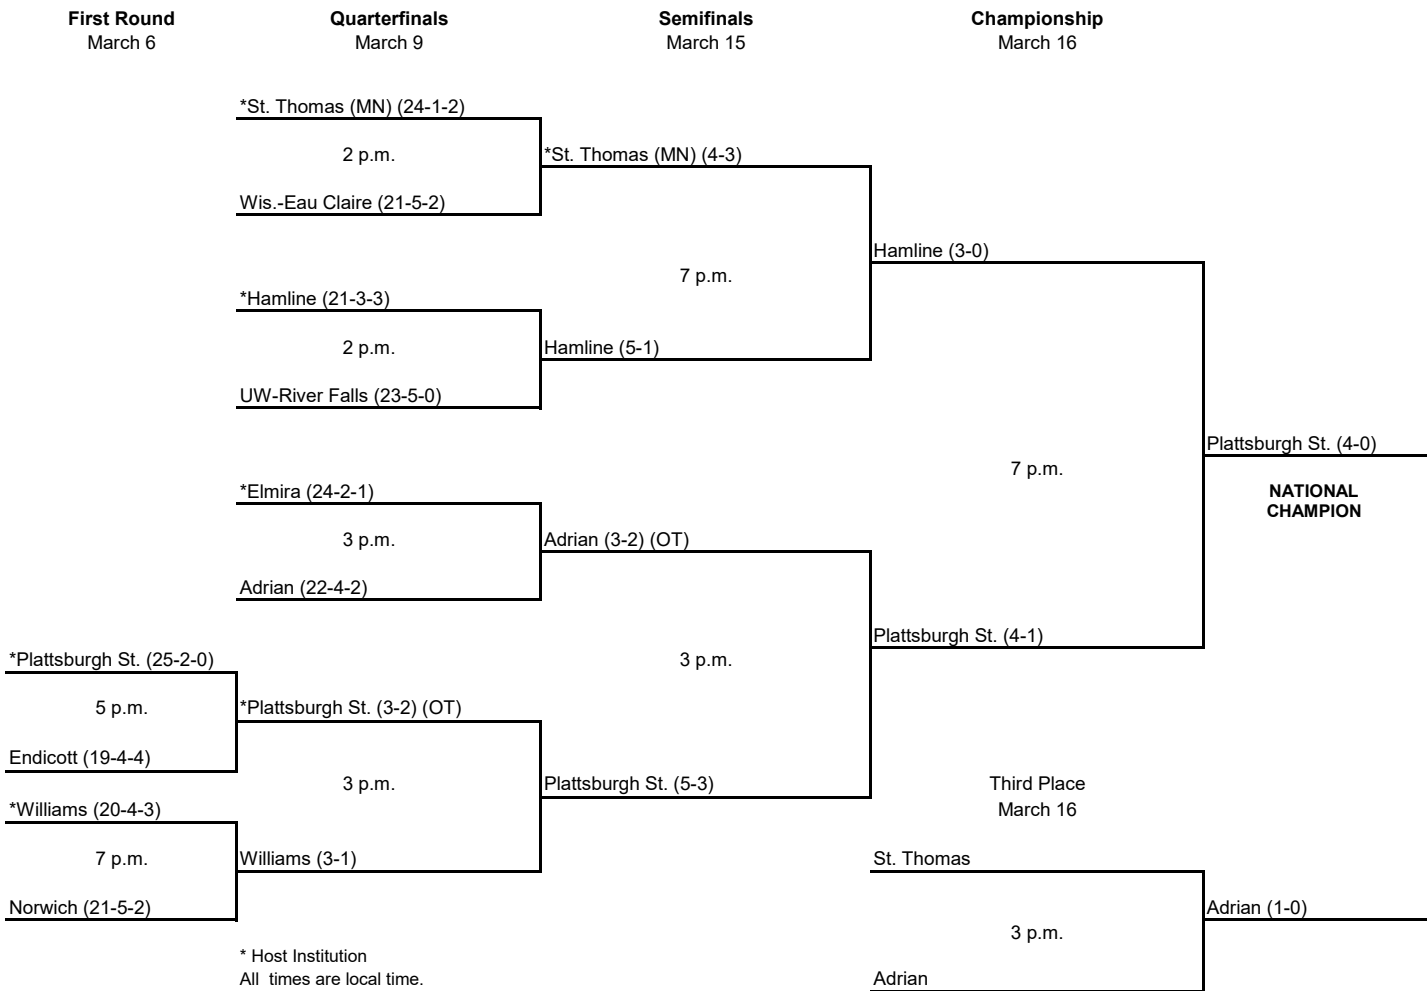 First Round
March 6
Quarterfinals
March 9
Semifinals
March 15
Championship
March 16
*St. Thomas (MN) (24-1-2)
2 p.m.
*St. Thomas (MN) (4-3)
Wis.-Eau Claire (21-5-2)
Hamline (3-0)
7 p.m.
*Hamline (21-3-3)
2 p.m.
Hamline (5-1)
UW-River Falls (23-5-0)
Plattsburgh St. (4-0)
7 p.m.
NATIONAL
CHAMPION
*Elmira (24-2-1)
3 p.m.
Adrian (3-2) (OT)
Adrian (22-4-2)
Plattsburgh St. (4-1)
*Plattsburgh St. (25-2-0)
3 p.m.
5 p.m.
*Plattsburgh St. (3-2) (OT)
Endicott (19-4-4)
3 p.m.
Plattsburgh St. (5-3)
Third Place
March 16
*Williams (20-4-3)
7 p.m.
Williams (3-1)
St. Thomas
Norwich (21-5-2)
Adrian (1-0)
3 p.m.
* Host Institution
All times are local time.
Adrian